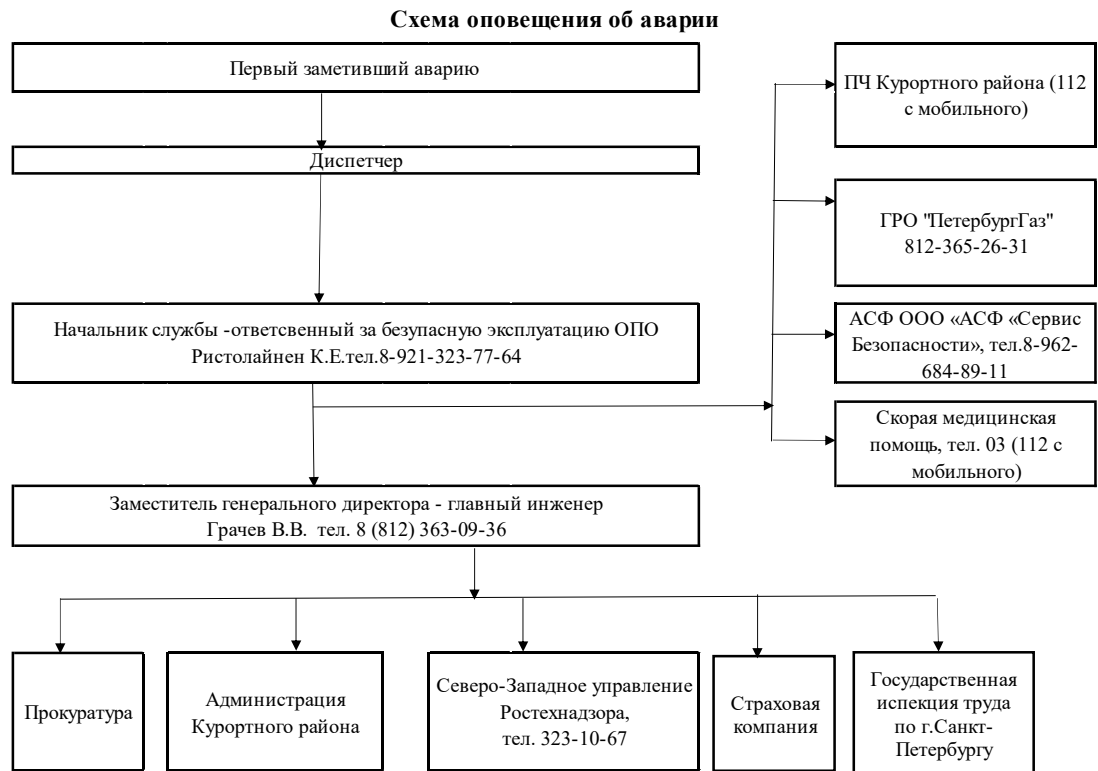 Схема оповещения об аварии
Первый заметивший аварию
Диспетчер
Начальник службы -ответсвенный за безупасную эксплуатацию ОПО
Ристолайнен К.Е.тел.8-921-323-77-64
ПЧ Курортного района (112
с мобильного)
ГРО "ПетербургГаз"
812-365-26-31
АСФ ООО «АСФ «Сервис
Безопасности», тел.8-962-
684-89-11
Скорая медицинская
помощь, тел. 03 (112 с
мобильного)
Заместитель генерального директора - главный инженер
Грачев В.В. тел. 8 (812) 363-09-36
Прокуратура
Администрация
Курортного района
Северо-Западное управление
Ростехнадзора,
тел. 323-10-67
Страховая
компания
Государственная
испекция труда
по г.Санкт-
Петербургу